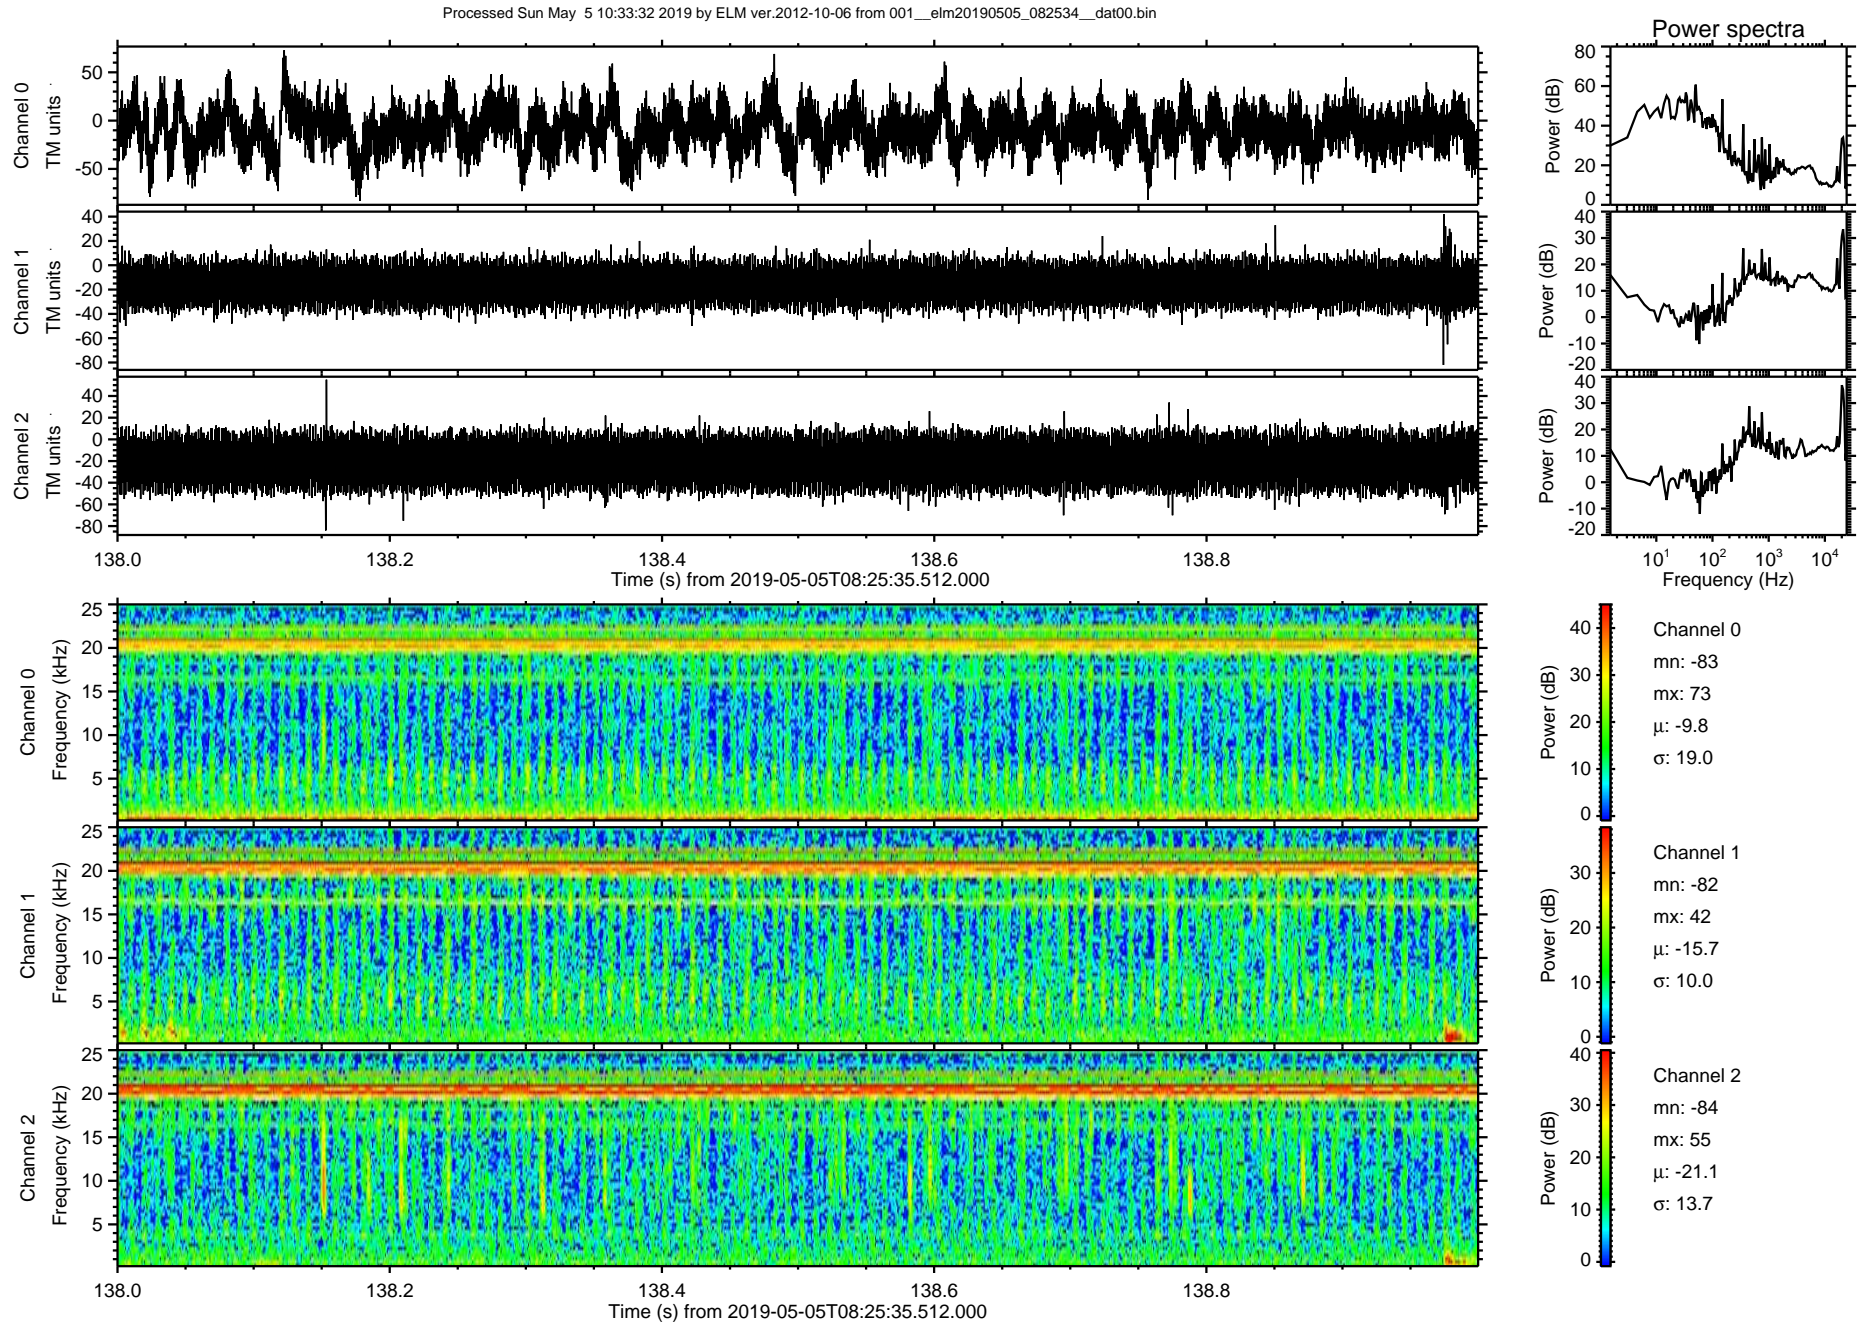 Processed Sun May  5 10:33:32 2019 by ELM ver.2012-10-06 from 001__elm20190505_082534__dat00.bin
Power spectra
Channel 0
TM units
50
0
-50
Power (dB)
80
60
40
20
0
Channel 1
TM units
40
20
0
-20
-40
-60
-80
Power (dB)
40
30
20
10
0
-10
-20
Channel 2
TM units
40
20
0
-20
-40
-60
-80
Power (dB)
40
30
20
10
0
-10
-20
138.0 138.2 138.4 138.6 138.8
Time (s) from 2019-05-05T08:25:35.512.000
10^1 10^2 10^3 10^4
Frequency (Hz)
Channel 0
Frequency (kHz)
25
20
15
10
5
Power (dB)
40
30
20
10
0
Channel 0
mn: -83
mx: 73
μ: -9.8
σ: 19.0
Channel 1
Frequency (kHz)
25
20
15
10
5
Power (dB)
30
20
10
0
Channel 1
mn: -82
mx: 42
μ: -15.7
σ: 10.0
Channel 2
Frequency (kHz)
25
20
15
10
5
Power (dB)
40
30
20
10
0
Channel 2
mn: -84
mx: 55
μ: -21.1
σ: 13.7
138.0 138.2 138.4 138.6 138.8
Time (s) from 2019-05-05T08:25:35.512.000